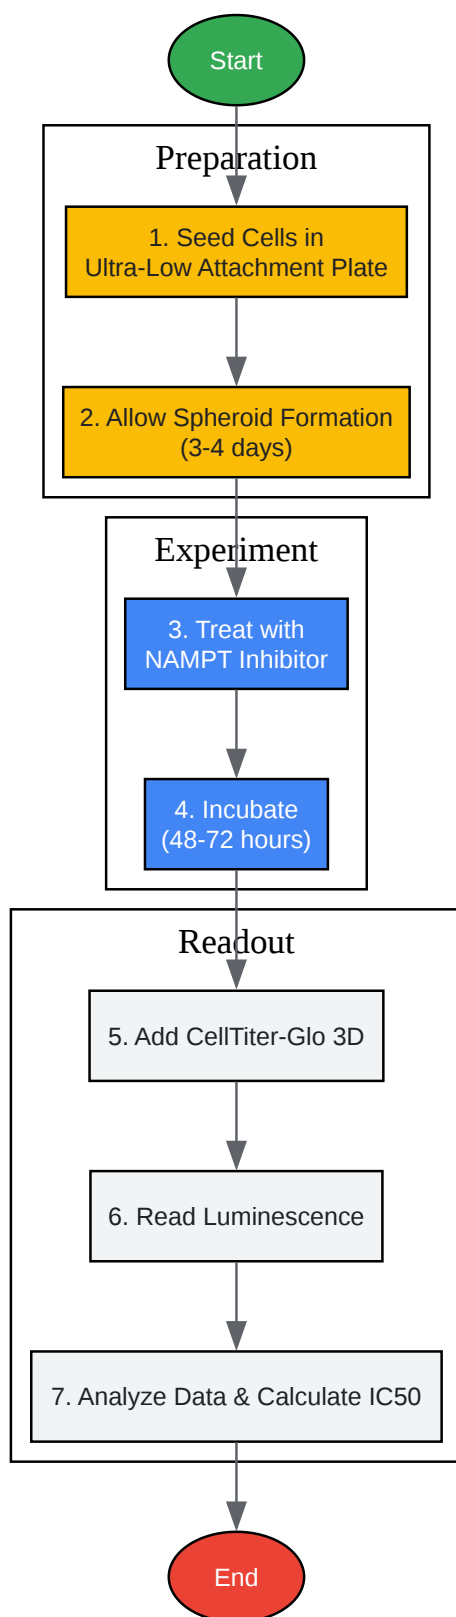 Start
Preparation
1. Seed Cells in
Ultra-Low Attachment Plate
2. Allow Spheroid Formation
(3-4 days)
Experiment
3. Treat with
NAMPT Inhibitor
4. Incubate
(48-72 hours)
Readout
5. Add CellTiter-Glo 3D
6. Read Luminescence
7. Analyze Data & Calculate IC50
End